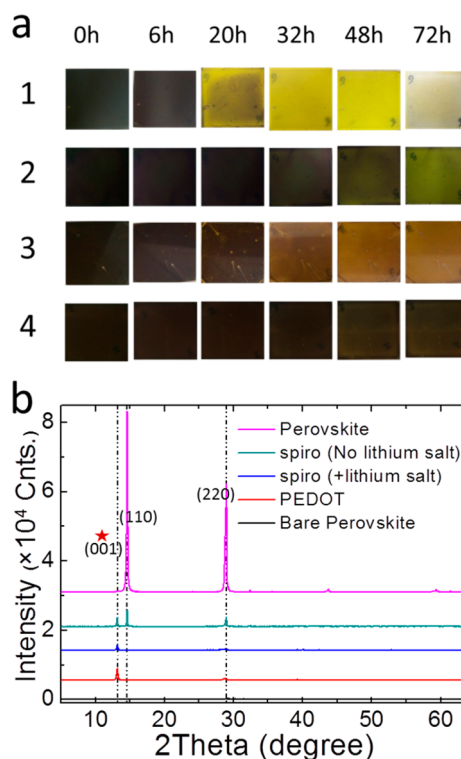 a
0h 6h 20h 32h 48h 72h
1
2
3
4
b
Perovskite
spiro (No lithium salt)
spiro (+lithium salt)
PEDOT
Bare Perovskite
(001)
(110)
(220)
8
6
4
2
0
Intensity (×10⁴ Cnts.)
10 20 30 40 50 60
2Theta (degree)